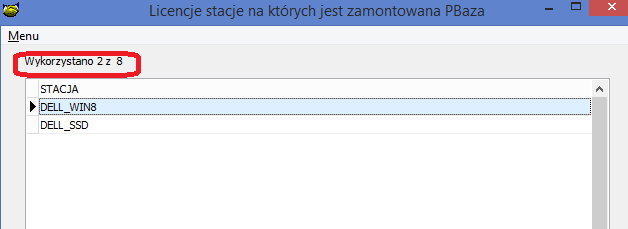 Licencje stacje na których jest zamontowana PBaza
Menu
Wykorzystano 2 z 8
STACJA
DELL_WIN8
DELL_SSD